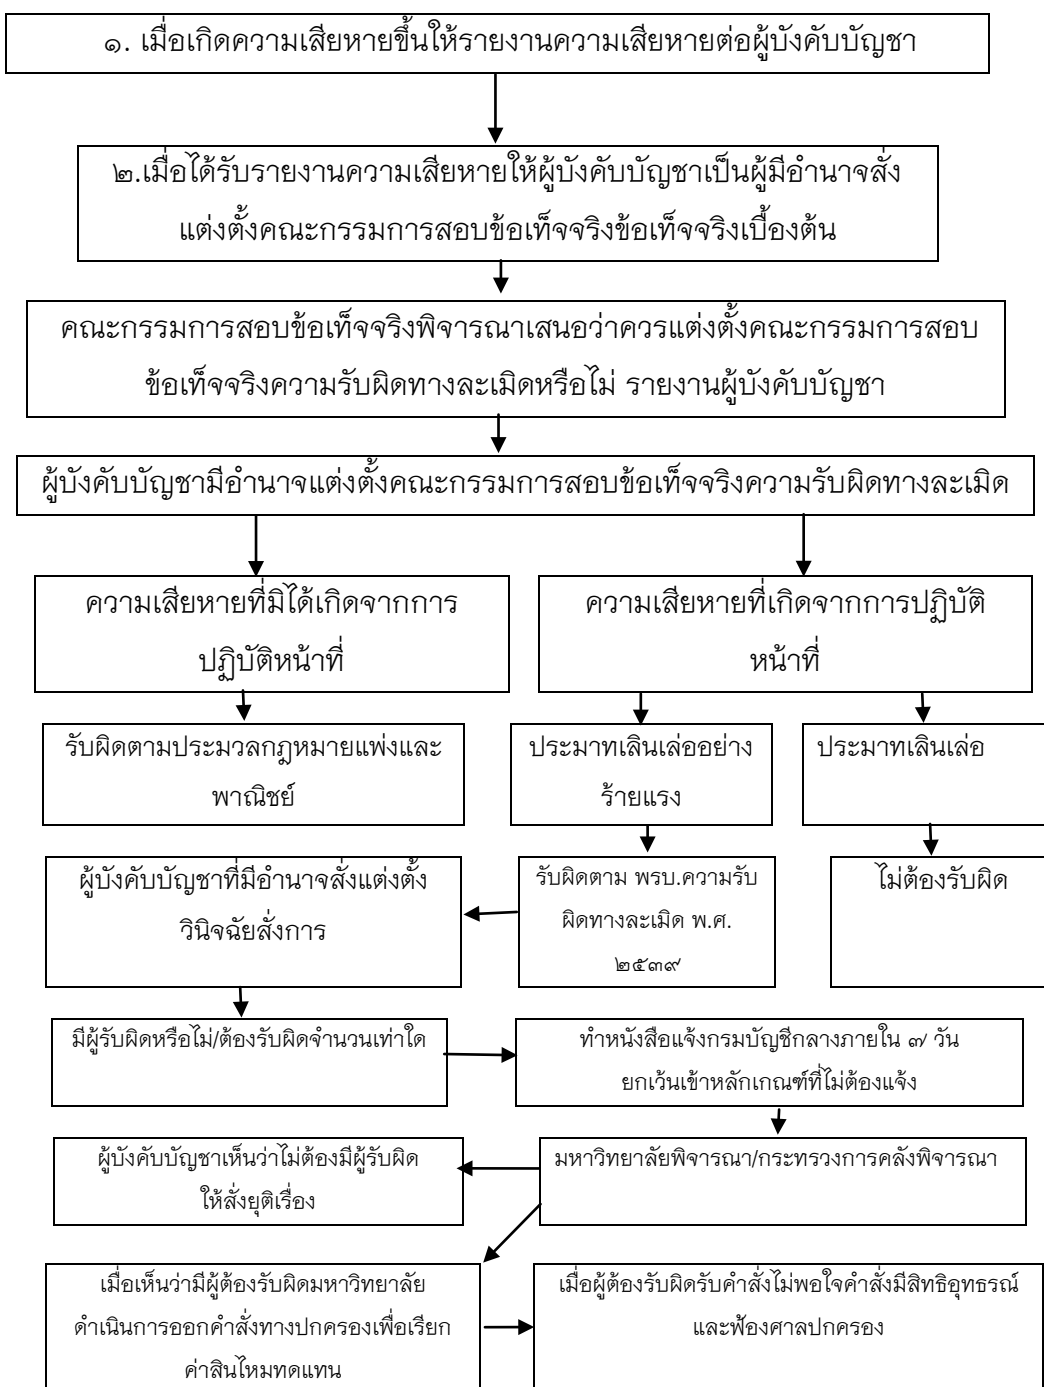 ๑. เมื่อเกิดความเสียหายขึ้นให้รายงานความเสียหายต่อผู้บังคับบัญชา
๒.เมื่อได้รับรายงานความเสียหายให้ผู้บังคับบัญชาเป็นผู้มีอำนาจสั่ง
แต่งตั้งคณะกรรมการสอบข้อเท็จจริงข้อเท็จจริงเบื้องต้น
คณะกรรมการสอบข้อเท็จจริงพิจารณาเสนอว่าควรแต่งตั้งคณะกรรมการสอบ
ข้อเท็จจริงความรับผิดทางละเมิดหรือไม่ รายงานผู้บังคับบัญชา
ผู้บังคับบัญชามีอำนาจแต่งตั้งคณะกรรมการสอบข้อเท็จจริงความรับผิดทางละเมิด
ความเสียหายที่มิได้เกิดจากการ
ปฏิบัติหน้าที่
ความเสียหายที่เกิดจากการปฏิบัติ
หน้าที่
รับผิดตามประมวลกฎหมายแพ่งและ
พาณิชย์
ประมาทเลินเล่ออย่าง
ร้ายแรง
ประมาทเลินเล่อ
ผู้บังคับบัญชาที่มีอำนาจสั่งแต่งตั้ง
วินิจฉัยสั่งการ
รับผิดตาม พรบ.ความรับ
ผิดทางละเมิด พ.ศ.
๒๕๓๙
ไม่ต้องรับผิด
มีผู้รับผิดหรือไม่/ต้องรับผิดจำนวนเท่าใด
ทำหนังสือแจ้งกรมบัญชีกลางภายใน ๗ วัน
ยกเว้นเข้าหลักเกณฑ์ที่ไม่ต้องแจ้ง
ผู้บังคับบัญชาเห็นว่าไม่ต้องมีผู้รับผิด
ให้สั่งยุติเรื่อง
มหาวิทยาลัยพิจารณา/กระทรวงการคลังพิจารณา
เมื่อเห็นว่ามีผู้ต้องรับผิดมหาวิทยาลัย
ดำเนินการออกคำสั่งทางปกครองเพื่อเรียก
ค่าสินไหมทดแทน
เมื่อผู้ต้องรับผิดรับคำสั่งไม่พอใจคำสั่งมีสิทธิอุทธรณ์
และฟ้องศาลปกครอง